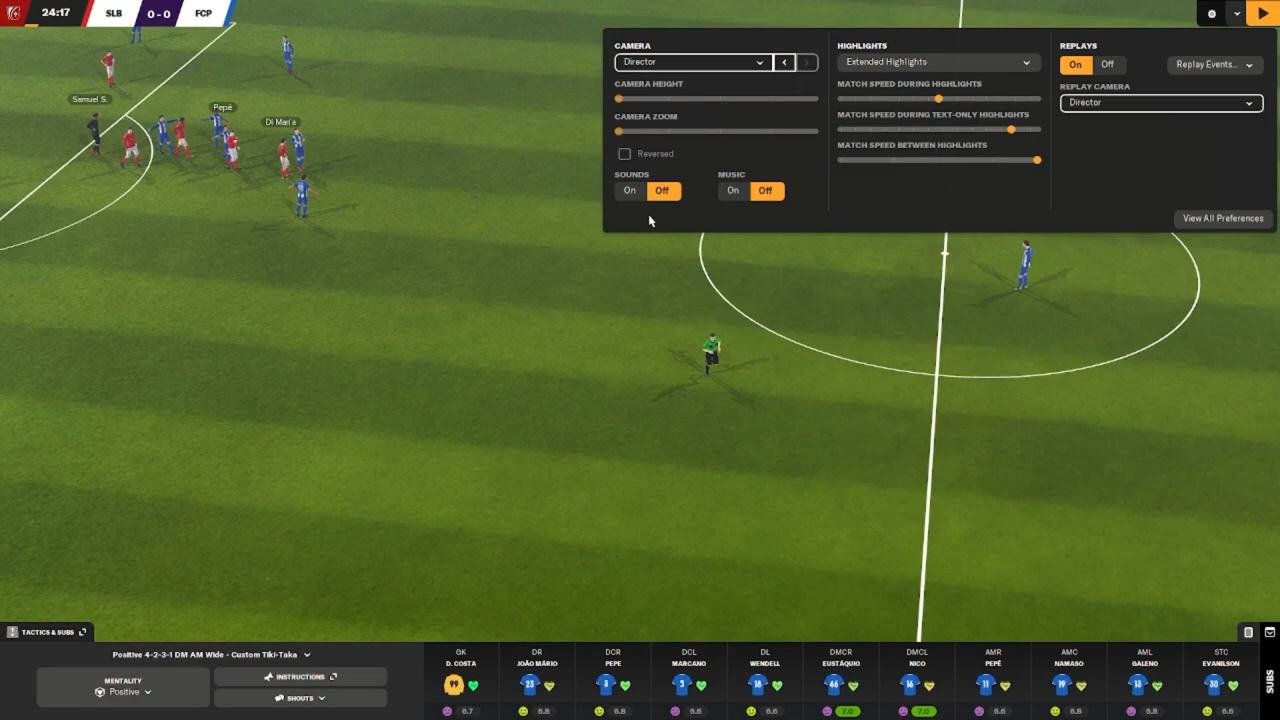 24:17 SLB 0 - 0 FCP
Samuel S.
Pepê
Di María
CAMERA
Director
CAMERA HEIGHT
CAMERA ZOOM
Reversed
SOUNDS
On Off
MUSIC
On Off
HIGHLIGHTS
Extended Highlights
MATCH SPEED DURING HIGHLIGHTS
MATCH SPEED DURING TEXT-ONLY HIGHLIGHTS
MATCH SPEED BETWEEN HIGHLIGHTS
REPLAYS
On Off Replay Events...
REPLAY CAMERA
Director
View All Preferences
TACTICS & SUBS
Positive 4-2-3-1 DM AM Wide - Custom Tiki-Taka
MENTALITY
Positive
INSTRUCTIONS
SHOUTS
GK DR DCR DCL DL DMCR DMCL AMR AMC AML STC
D. COSTA JOÃO MÁRIO PEPE MARCANO WENDELL EUSTÁQUIO NICO PEPÊ NAMASO GALENO EVANILSON
99 23 3 5 18 46 16 11 19 13 30
6.7 6.8 6.8 6.6 6.6 7.0 7.0 6.6 6.8 6.8 6.6
SUBS